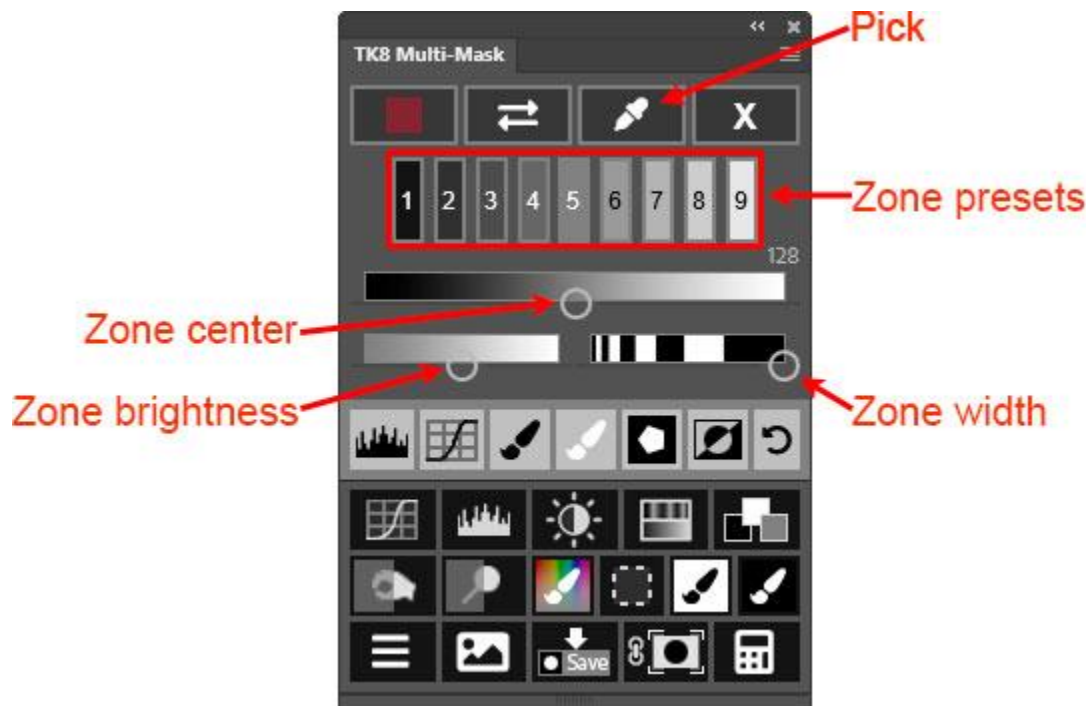 Pick
TK8 Multi-Mask
X
1 2 3 4 5 6 7 8 9
Zone presets
128
Zone center
Zone brightness
Zone width
Save